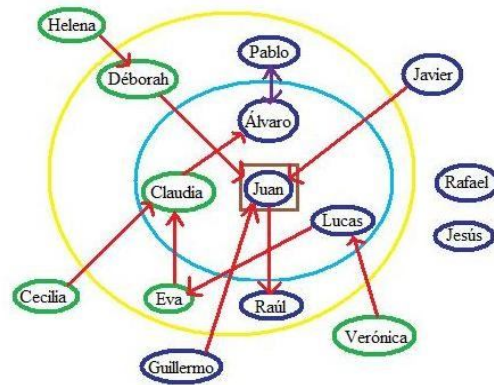 Helena
Pablo
Déborah
Javier
Álvaro
Claudia
Juan
Rafael
Lucas
Jesús
Cecilia
Eva
Raúl
Verónica
Guillermo